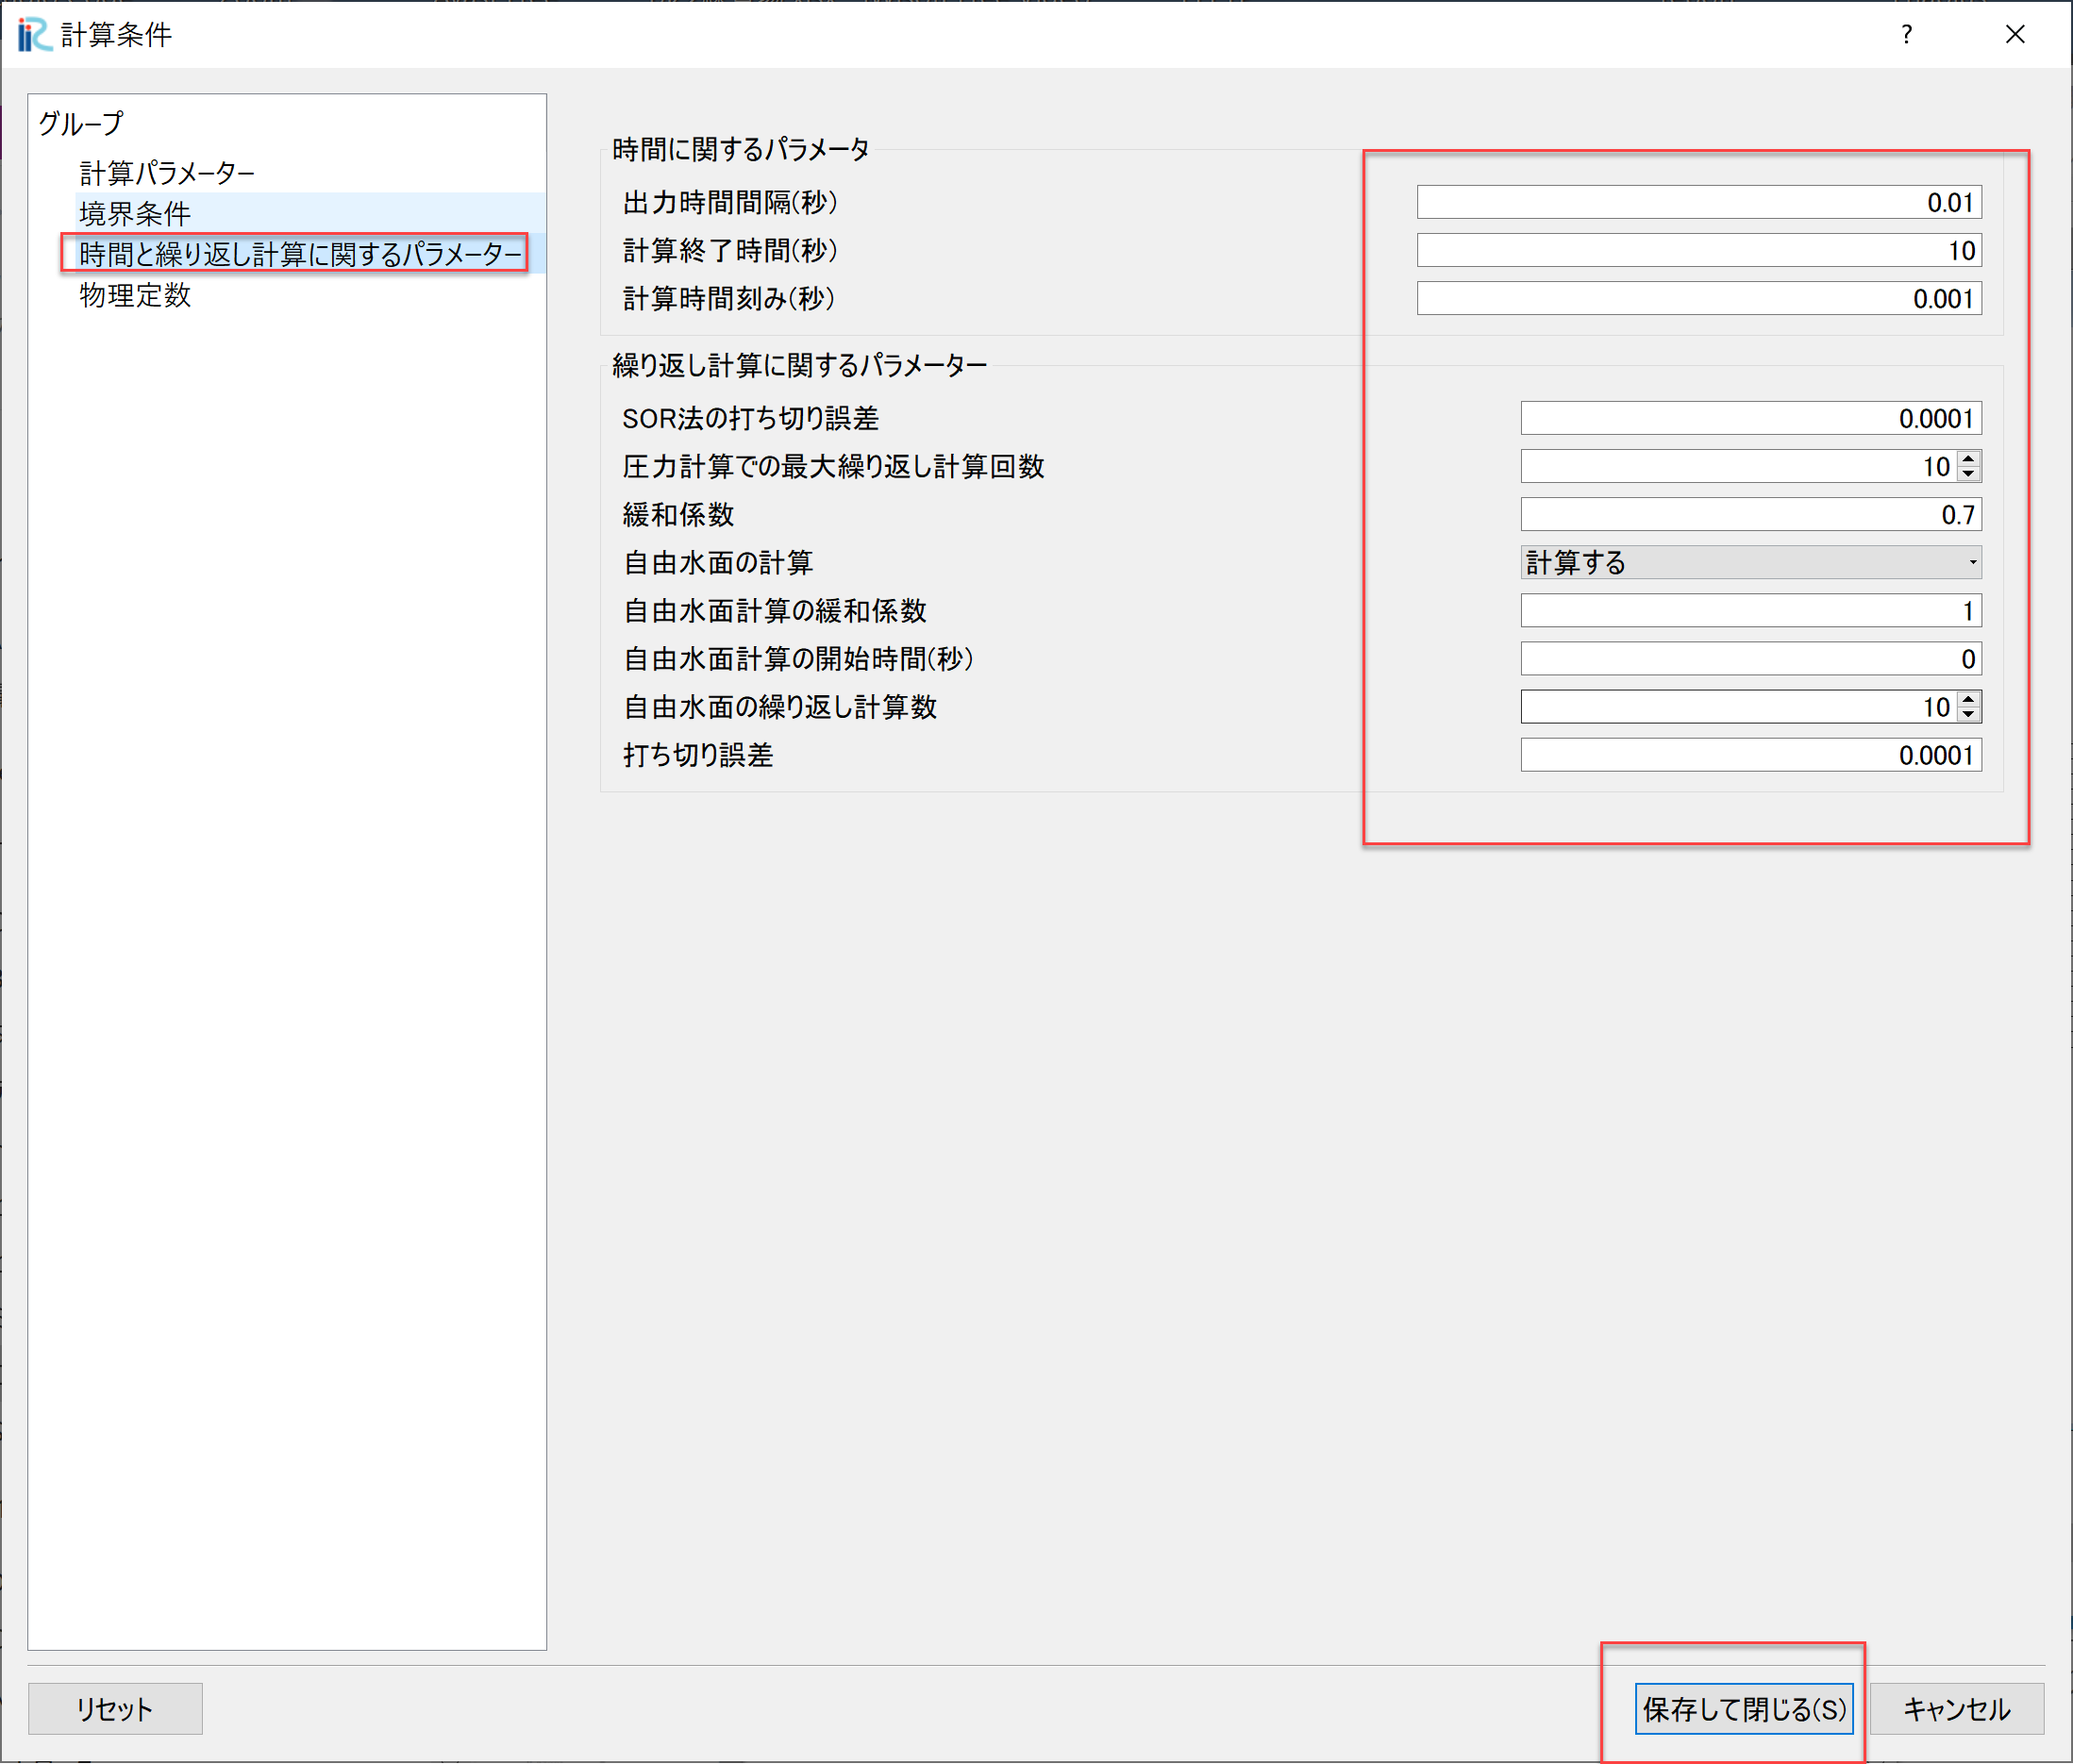 計算条件
?
グループ
計算パラメーター
境界条件
時間と繰り返し計算に関するパラメーター
物理定数
時間に関するパラメータ
出力時間間隔(秒) 0.01
計算終了時間(秒) 10
計算時間刻み(秒) 0.001
繰り返し計算に関するパラメーター
SOR法の打ち切り誤差 0.0001
圧力計算での最大繰り返し計算回数 10
緩和係数 0.7
自由水面の計算 計算する
自由水面計算の緩和係数 1
自由水面計算の開始時間(秒) 0
自由水面の繰り返し計算数 10
打ち切り誤差 0.0001
リセット 保存して閉じる(S) キャンセル